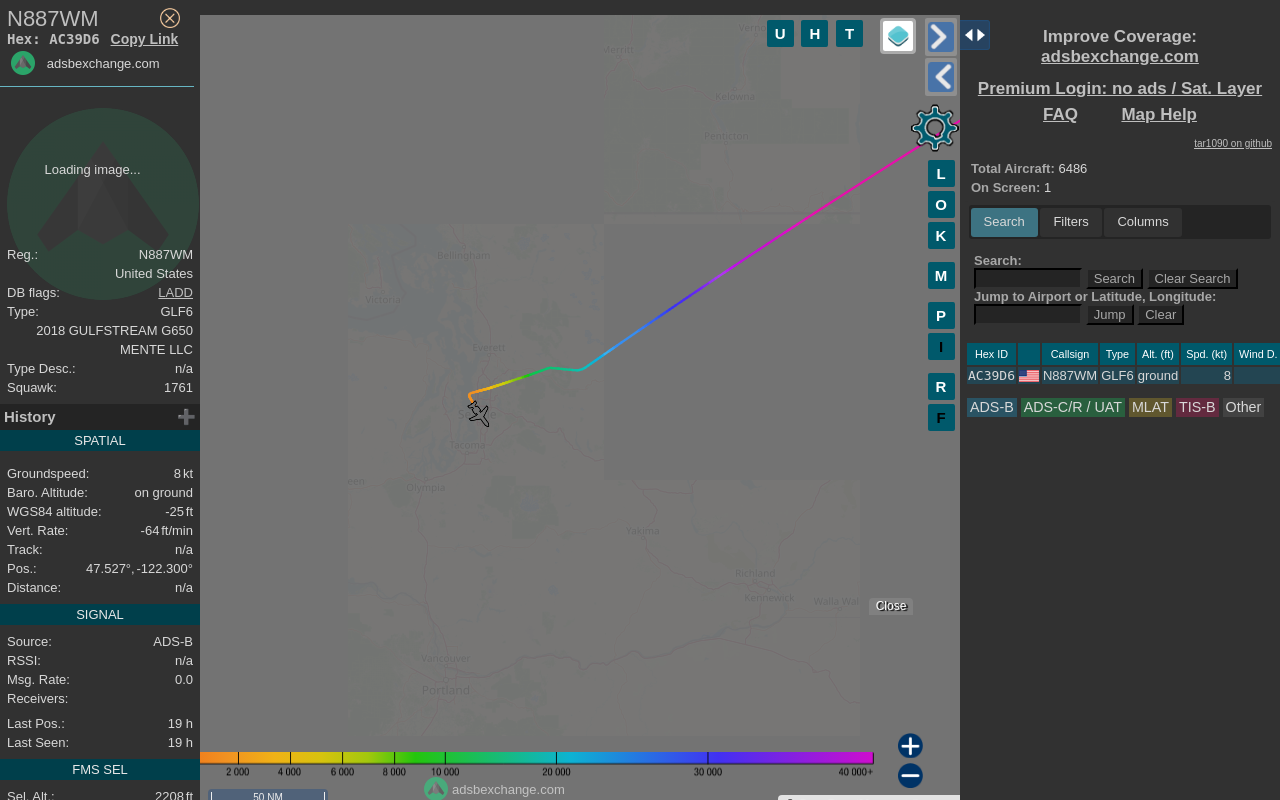 N887WM
Hex: AC39D6 Copy Link
adsbexchange.com
Loading image...
Reg.: N887WM
United States
DB flags: LADD
Type: GLF6
2018 GULFSTREAM G650
MENTE LLC
Type Desc.: n/a
Squawk: 1761
History
SPATIAL
Groundspeed: 8 kt
Baro. Altitude: on ground
WGS84 altitude: -25 ft
Vert. Rate: -64 ft/min
Track: n/a
Pos.: 47.527°, -122.300°
Distance: n/a
SIGNAL
Source: ADS-B
RSSI: n/a
Msg. Rate: 0.0
Receivers:
Last Pos.: 19 h
Last Seen: 19 h
FMS SEL
Sel. Alt.: 2208 ft
U H T
L
O
K
M
P
I
R
F
Merritt
Kelowna
Penticton
Bellingham
Victoria
Everett
Tacoma
Olympia
Yakima
Richland
Kennewick
Walla Wal
Vancouver
Portland
Close
2 000 4 000 6 000 8 000 10 000 20 000 30 000 40 000+
adsbexchange.com
50 NM
Improve Coverage:
adsbexchange.com
Premium Login: no ads / Sat. Layer
FAQ Map Help
tar1090 on github
Total Aircraft: 6486
On Screen: 1
Search Filters Columns
Search:
Search Clear Search
Jump to Airport or Latitude, Longitude:
Jump Clear
Hex ID Callsign Type Alt. (ft) Spd. (kt) Wind D.
AC39D6 N887WM GLF6 ground 8
ADS-B ADS-C/R / UAT MLAT TIS-B Other